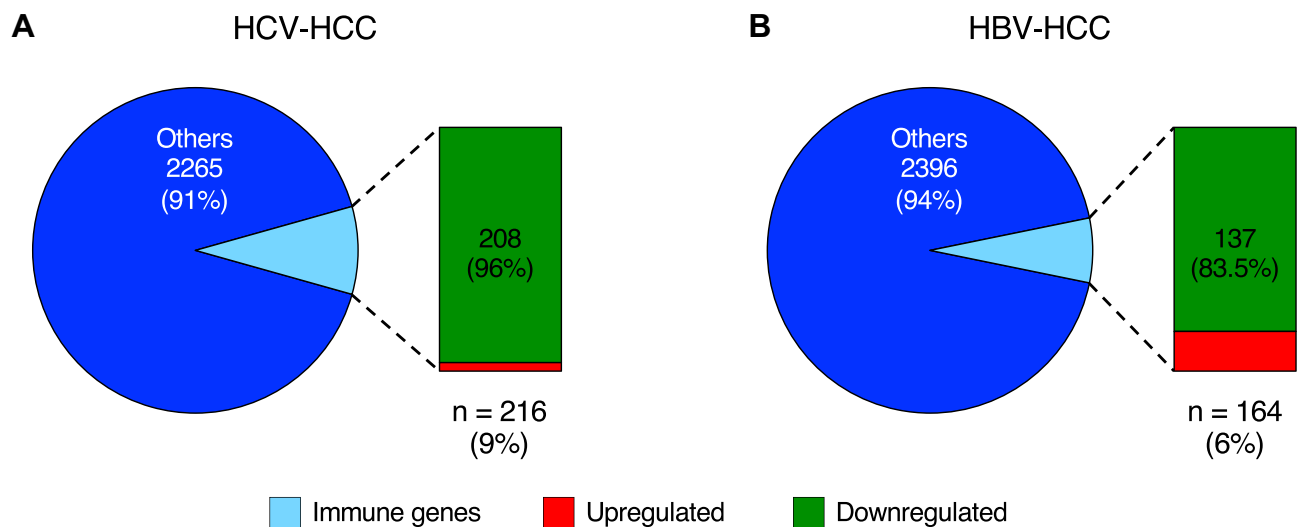 A
HCV-HCC
Others
2265
(91%)
208
(96%)
n = 216
(9%)
B
HBV-HCC
Others
2396
(94%)
137
(83.5%)
n = 164
(6%)
Immune genes
Upregulated
Downregulated